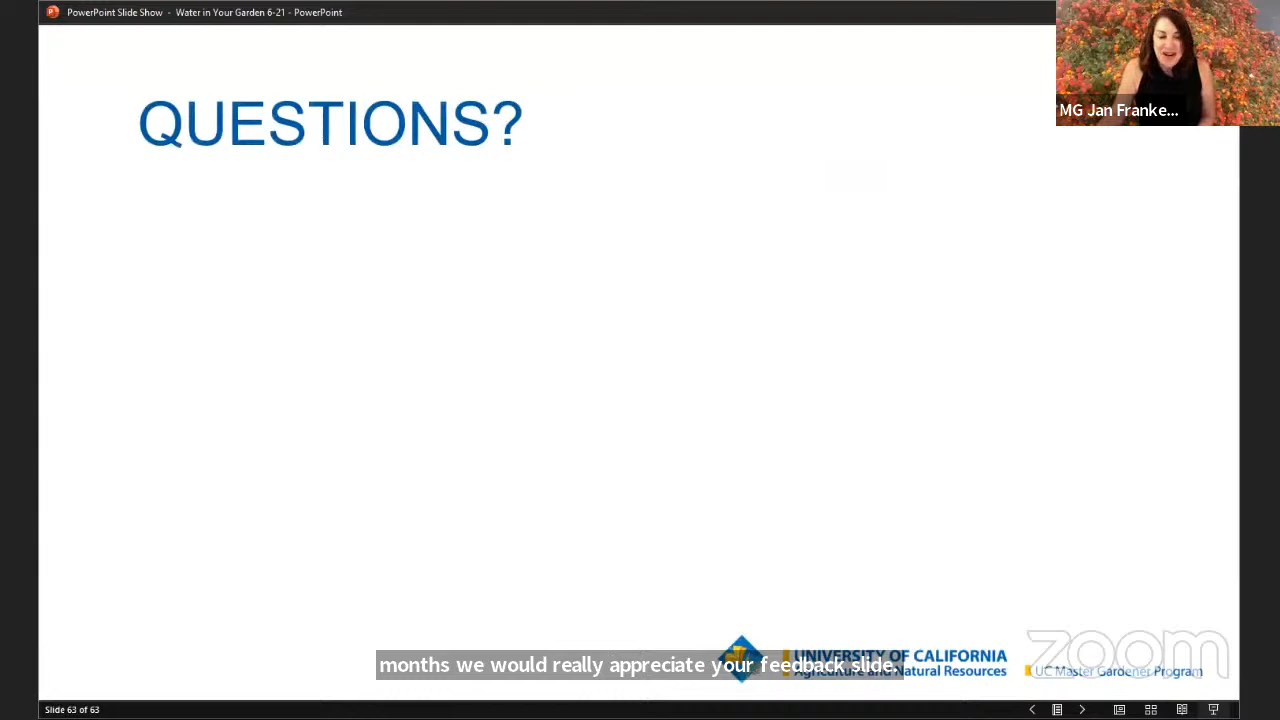 PowerPoint Slide Show - Water in Your Garden 6-21 - PowerPoint
MG Jan Franke...
QUESTIONS?
months we would really appreciate your feedback slide.
UNIVERSITY OF CALIFORNIA
Agriculture and Natural Resources
UC Master Gardener Program
zoom
Slide 63 of 63